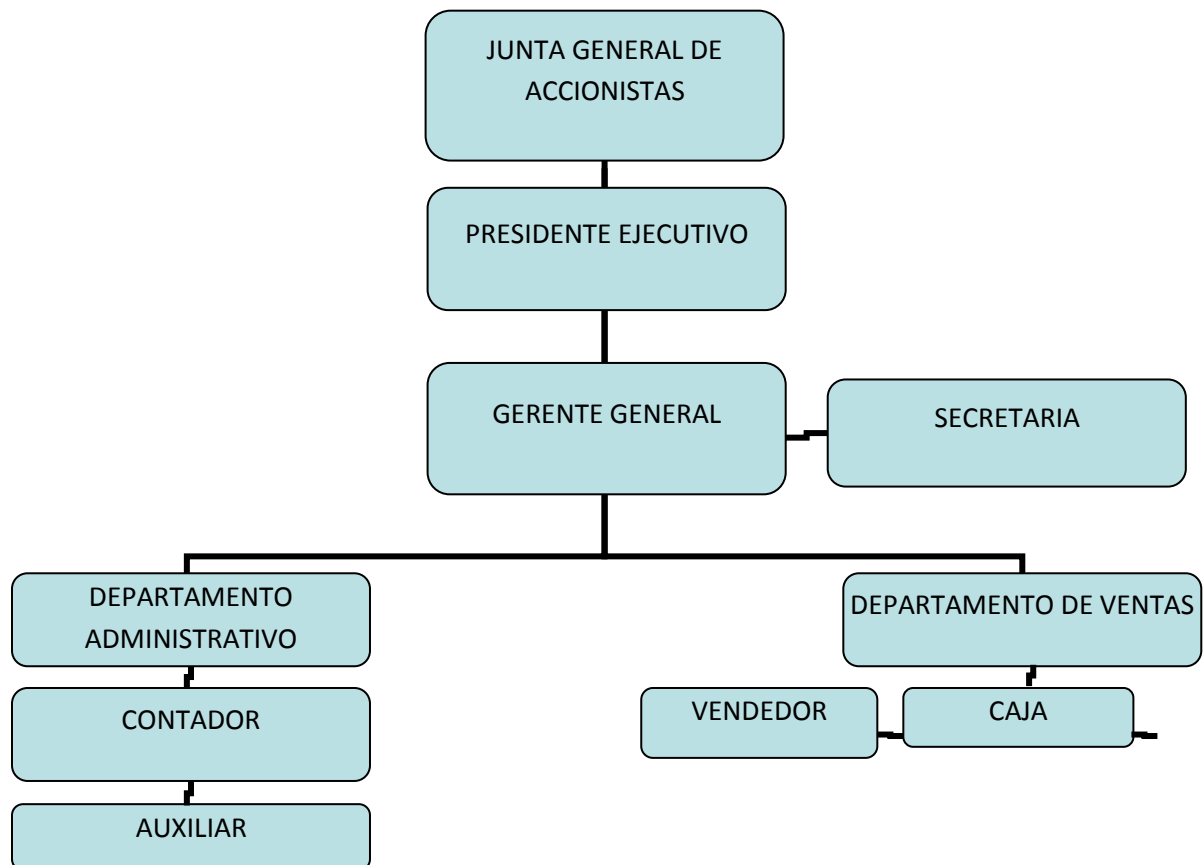 JUNTA GENERAL DE
ACCIONISTAS
PRESIDENTE EJECUTIVO
GERENTE GENERAL
SECRETARIA
DEPARTAMENTO
ADMINISTRATIVO
DEPARTAMENTO DE VENTAS
CONTADOR
VENDEDOR
CAJA
AUXILIAR